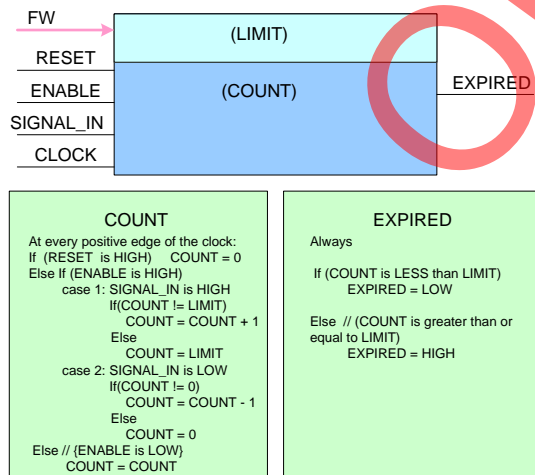 FW
(LIMIT)
RESET
ENABLE
(COUNT)
EXPIRED
SIGNAL_IN
CLOCK
COUNT
At every positive edge of the clock:
If (RESET is HIGH) COUNT = 0
Else If (ENABLE is HIGH)
case 1: SIGNAL_IN is HIGH
If(COUNT != LIMIT)
COUNT = COUNT + 1
Else
COUNT = LIMIT
case 2: SIGNAL_IN is LOW
If(COUNT != 0)
COUNT = COUNT - 1
Else
COUNT = 0
Else // {ENABLE is LOW}
COUNT = COUNT
EXPIRED
Always
If (COUNT is LESS than LIMIT)
EXPIRED = LOW
Else // (COUNT is greater than or
equal to LIMIT)
EXPIRED = HIGH